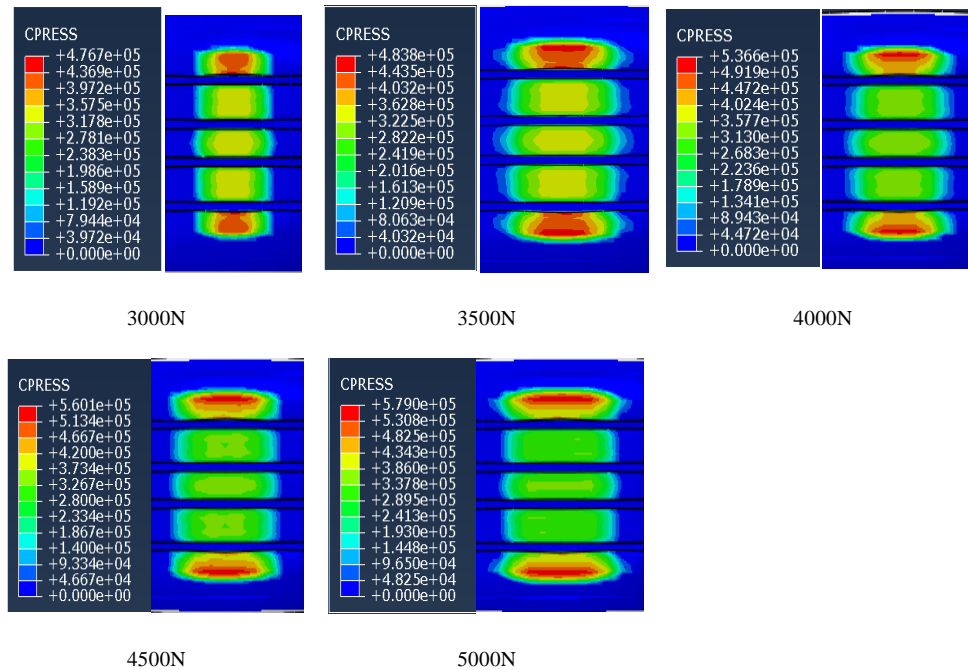 CPRESS
+4.767e+05
+4.369e+05
+3.972e+05
+3.575e+05
+3.178e+05
+2.781e+05
+2.383e+05
+1.986e+05
+1.589e+05
+1.192e+05
+7.944e+04
+3.972e+04
+0.000e+00
3000N
CPRESS
+4.838e+05
+4.435e+05
+4.032e+05
+3.628e+05
+3.225e+05
+2.822e+05
+2.419e+05
+2.016e+05
+1.613e+05
+1.209e+05
+8.063e+04
+4.032e+04
+0.000e+00
3500N
CPRESS
+5.366e+05
+4.919e+05
+4.472e+05
+4.024e+05
+3.577e+05
+3.130e+05
+2.683e+05
+2.236e+05
+1.789e+05
+1.341e+05
+8.943e+04
+4.472e+04
+0.000e+00
4000N
CPRESS
+5.601e+05
+5.134e+05
+4.667e+05
+4.200e+05
+3.734e+05
+3.267e+05
+2.800e+05
+2.334e+05
+1.867e+05
+1.400e+05
+9.334e+04
+4.667e+04
+0.000e+00
4500N
CPRESS
+5.790e+05
+5.308e+05
+4.825e+05
+4.343e+05
+3.860e+05
+3.378e+05
+2.895e+05
+2.413e+05
+1.930e+05
+1.448e+05
+9.650e+04
+4.825e+04
+0.000e+00
5000N